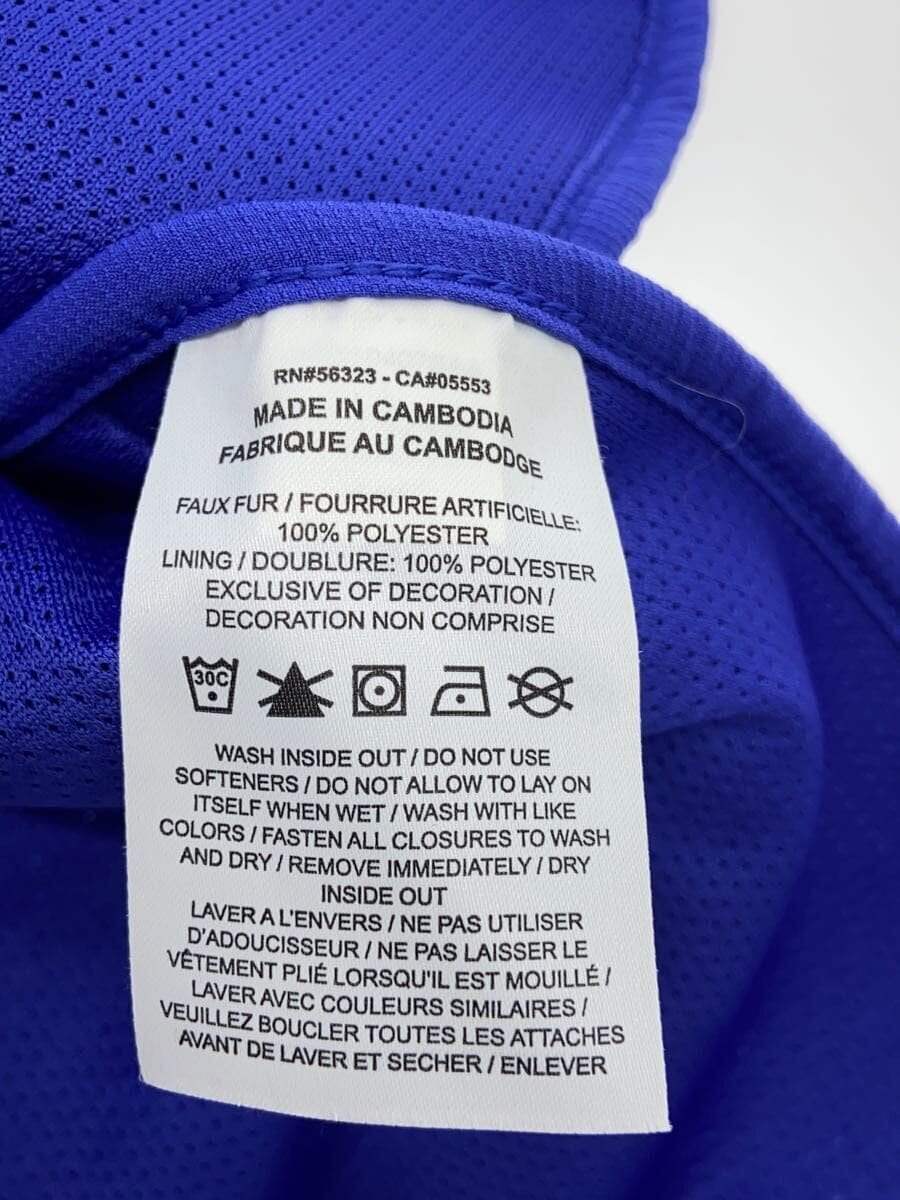 RN#56323 - CA#05553
MADE IN CAMBODIA
FABRIQUE AU CAMBODGE
FAUX FUR / FOURRURE ARTIFICIELLE:
100% POLYESTER
LINING / DOUBLURE: 100% POLYESTER
EXCLUSIVE OF DECORATION /
DECORATION NON COMPRISE
30C
WASH INSIDE OUT / DO NOT USE
SOFTENERS / DO NOT ALLOW TO LAY ON
ITSELF WHEN WET / WASH WITH LIKE
COLORS / FASTEN ALL CLOSURES TO WASH
AND DRY / REMOVE IMMEDIATELY / DRY
INSIDE OUT
LAVER A L'ENVERS / NE PAS UTILISER
D'ADOUCISSEUR / NE PAS LAISSER LE
VÊTEMENT PLIÉ LORSQU'IL EST MOUILLÉ /
LAVER AVEC COULEURS SIMILAIRES /
VEUILLEZ BOUCLER TOUTES LES ATTACHES
AVANT DE LAVER ET SECHER / ENLEVER